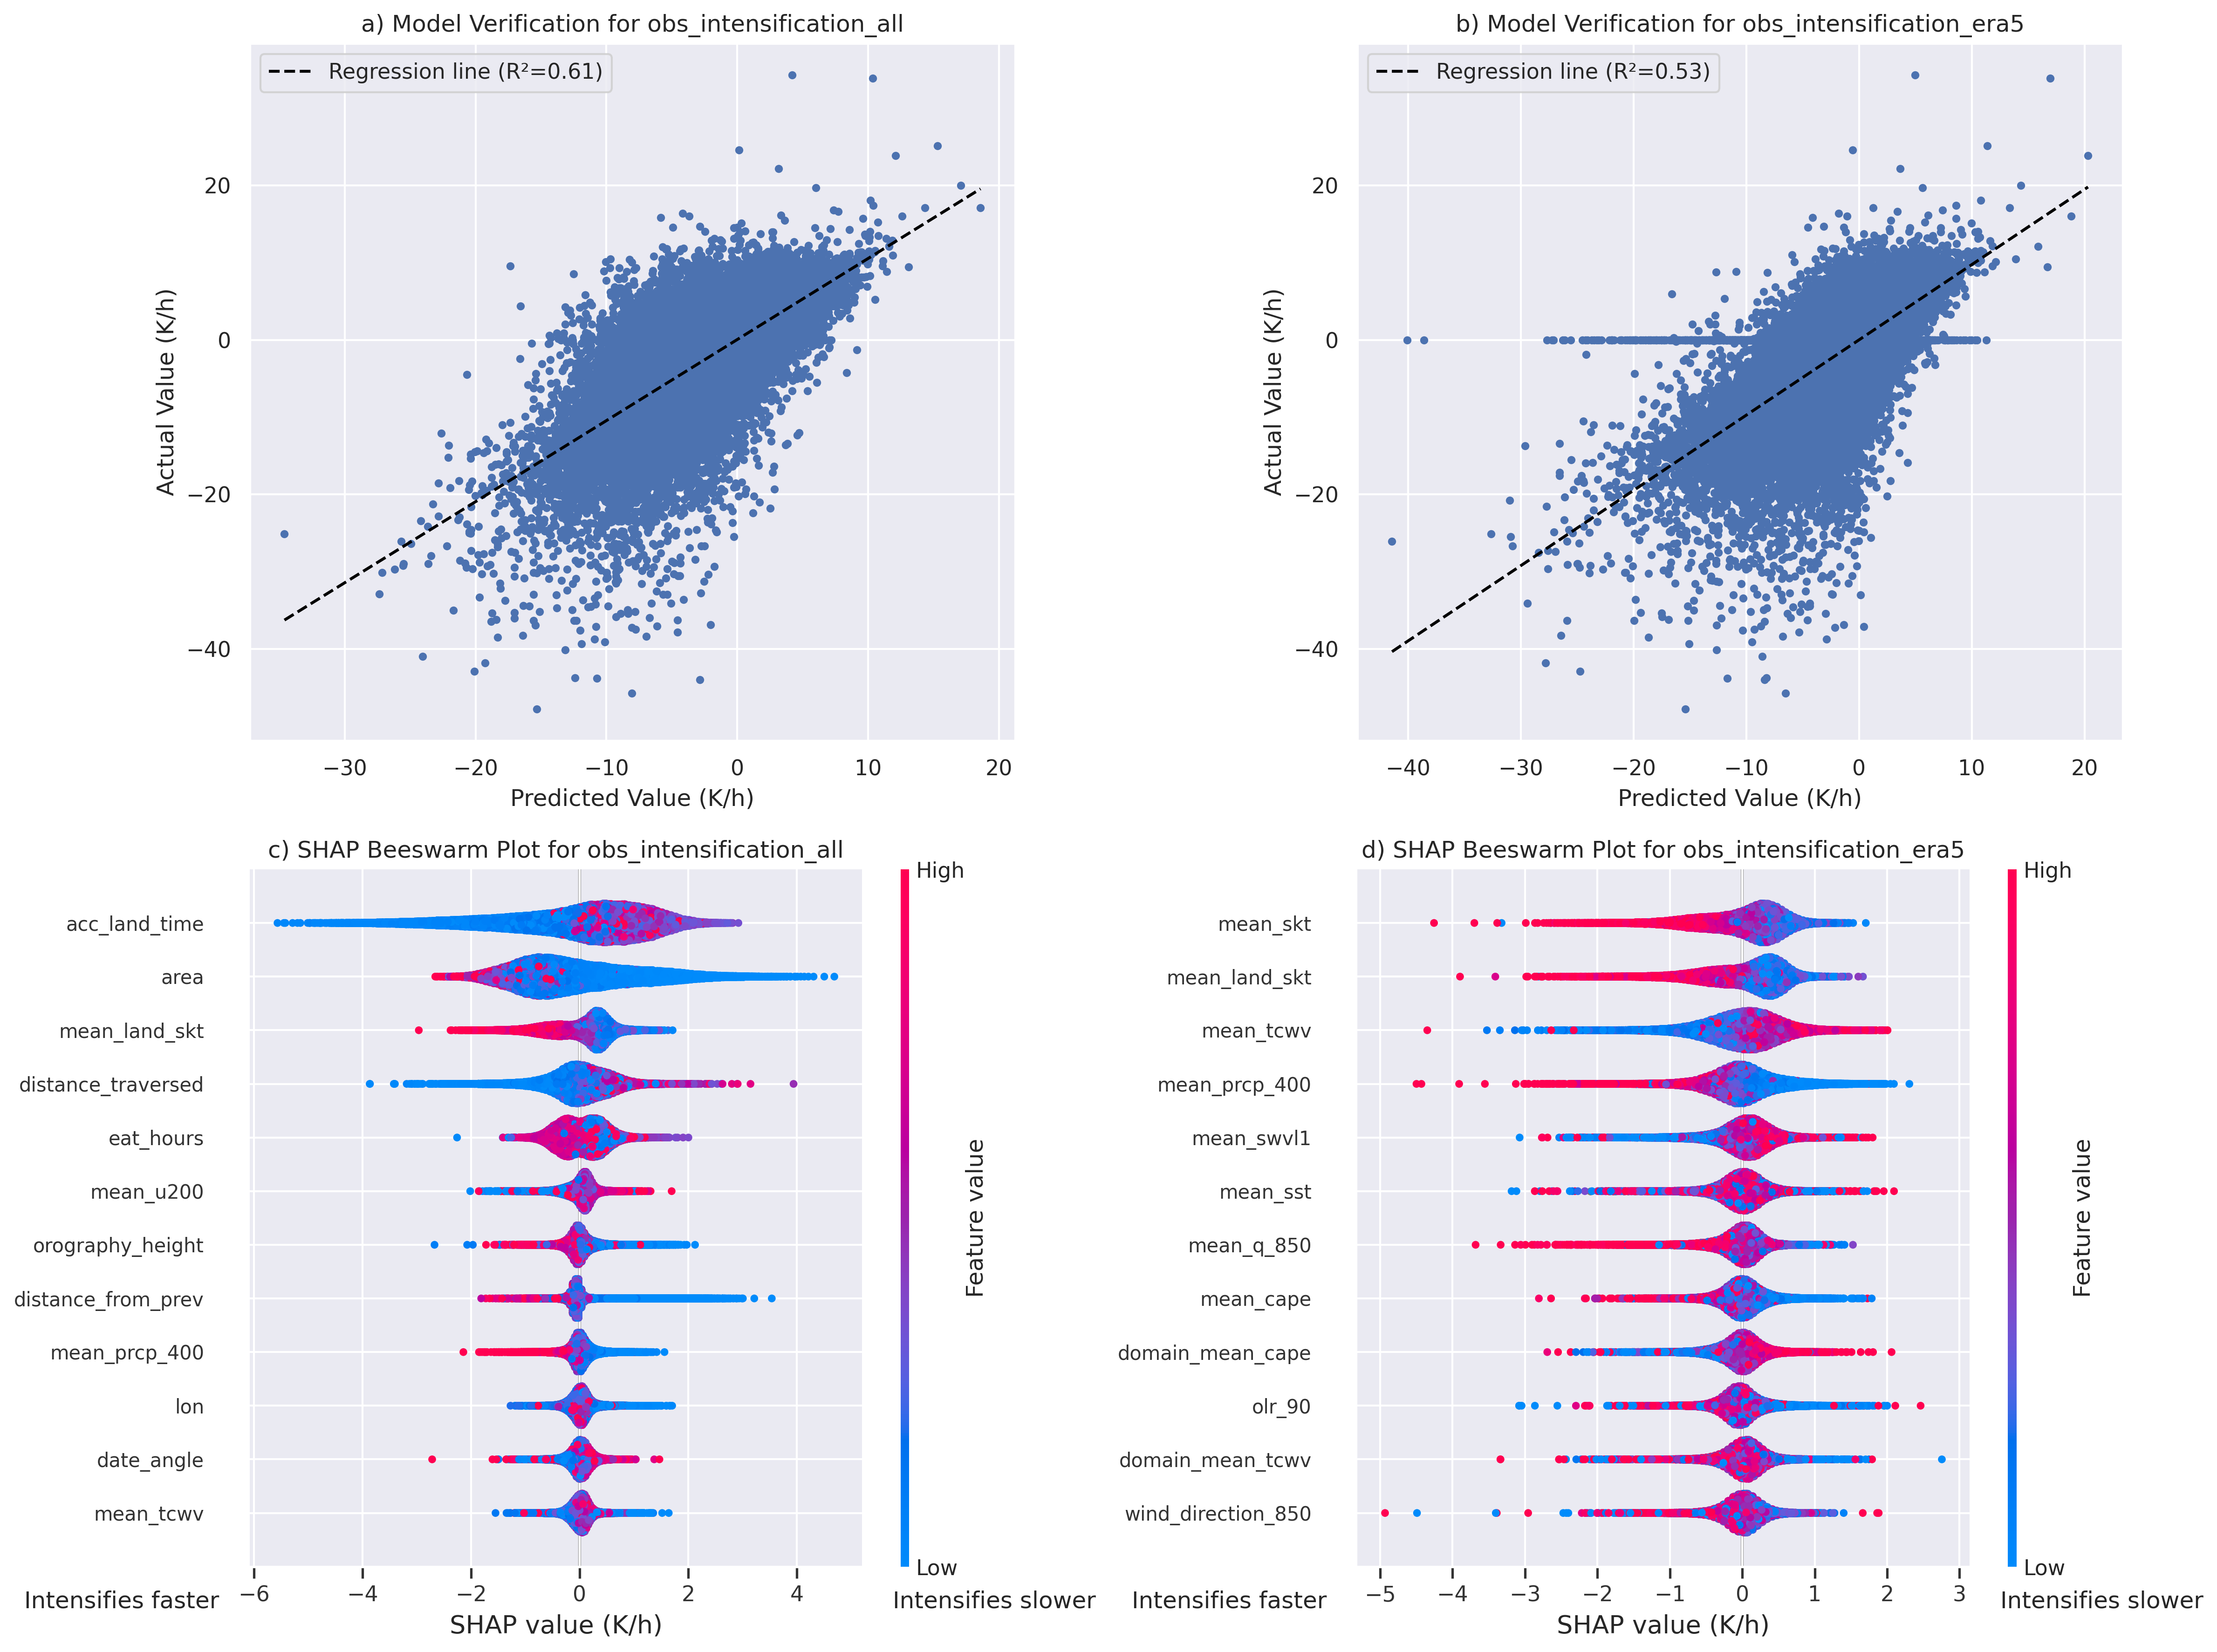 a) Model Verification for obs_intensification_all
Regression line (R²=0.61)
20
0
−20
−40
Actual Value (K/h)
−30
−20
−10
0
10
20
Predicted Value (K/h)
b) Model Verification for obs_intensification_era5
Regression line (R²=0.53)
20
0
−20
−40
Actual Value (K/h)
−40
−30
−20
−10
0
10
20
Predicted Value (K/h)
c) SHAP Beeswarm Plot for obs_intensification_all
acc_land_time
area
mean_land_skt
distance_traversed
eat_hours
mean_u200
orography_height
distance_from_prev
mean_prcp_400
lon
date_angle
mean_tcwv
−6
−4
−2
0
2
4
Intensifies faster
SHAP value (K/h)
Intensifies slower
High
Feature value
Low
d) SHAP Beeswarm Plot for obs_intensification_era5
mean_skt
mean_land_skt
mean_tcwv
mean_prcp_400
mean_swvl1
mean_sst
mean_q_850
mean_cape
domain_mean_cape
olr_90
domain_mean_tcwv
wind_direction_850
−5
−4
−3
−2
−1
0
1
2
3
Intensifies faster
SHAP value (K/h)
Intensifies slower
High
Feature value
Low